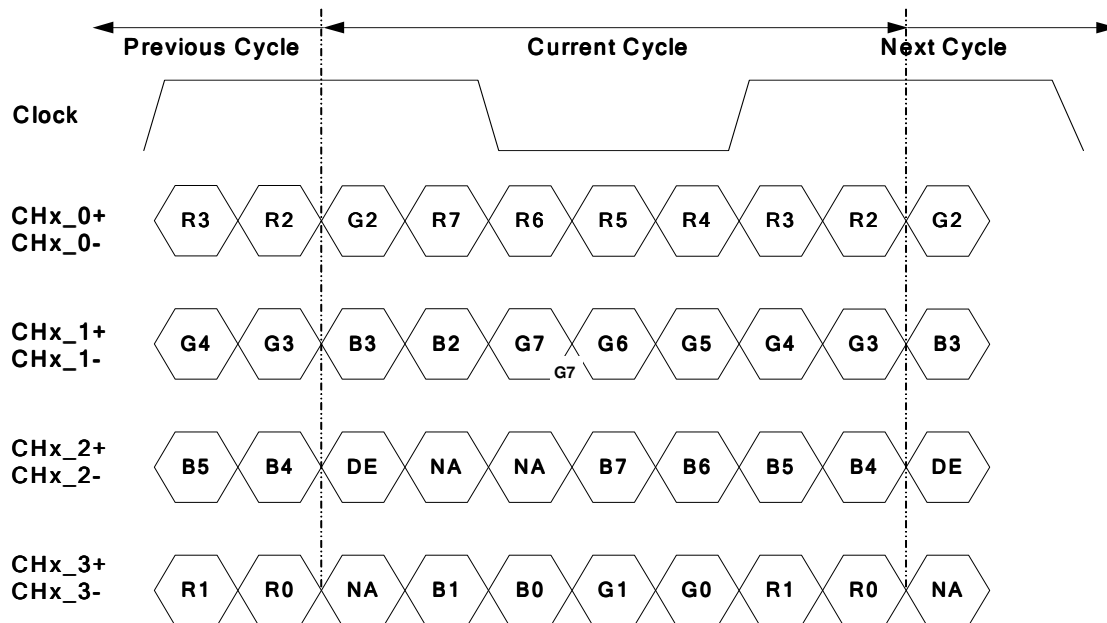 Previous Cycle Current Cycle Next Cycle
Clock
CHx_0+
CHx_0-
R3 R2 G2 R7 R6 R5 R4 R3 R2 G2
CHx_1+
CHx_1-
G4 G3 B3 B2 G7 G6 G5 G4 G3 B3
G7
CHx_2+
CHx_2-
B5 B4 DE NA NA B7 B6 B5 B4 DE
CHx_3+
CHx_3-
R1 R0 NA B1 B0 G1 G0 R1 R0 NA